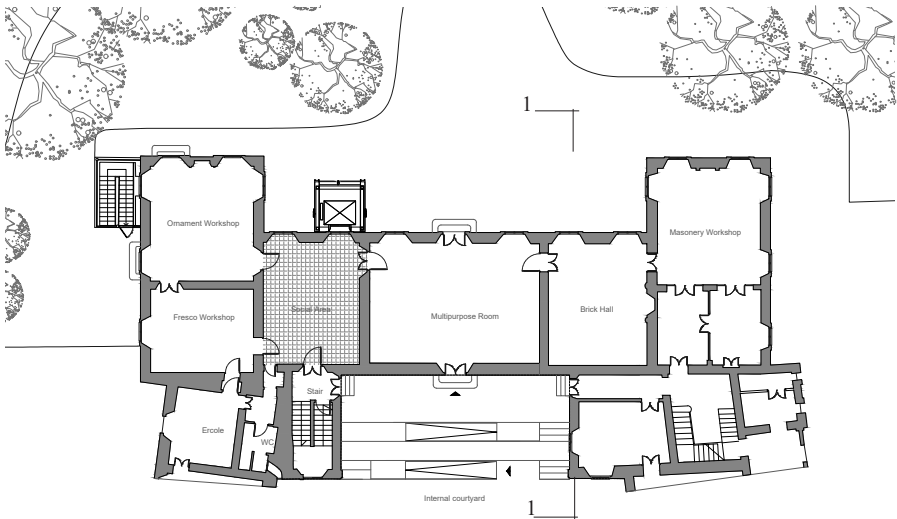 1
Ornament Workshop
Masonery Workshop
Fresco Workshop
Social Area
Multipurpose Room
Brick Hall
Stair
Ercole
WC
Internal courtyard
1